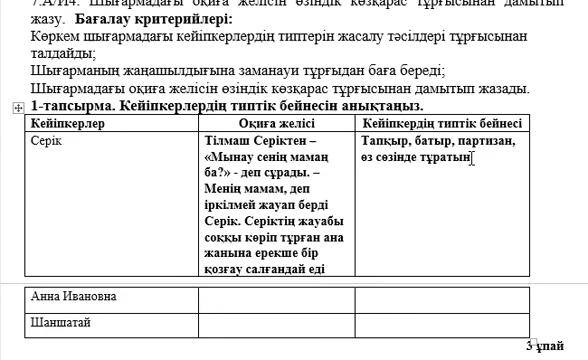 7.А/И4. Шығармадағы оқиға желісін өзіндік көзқарас тұрғысынан дамытып
жазу. Бағалау критерийлері:
Көркем шығармадағы кейіпкерлердің типтерін жасалу тәсілдері тұрғысынан
талдайды;
Шығарманың жаңашылдығына заманауи тұрғыдан баға береді;
Шығармадағы оқиға желісін өзіндік көзқарас тұрғысынан дамытып жазады.
1-тапсырма. Кейіпкерлердің типтік бейнесін анықтаңыз.
Кейіпкерлер Оқиға желісі Кейіпкердің типтік бейнесі
Серік Тілмаш Серіктен – Тапқыр, батыр, партизан,
«Мынау сенің мамаң өз сөзінде тұратын
ба?» - деп сұрады. –
Менің мамам, деп
іркілмей жауап берді
Серік. Серіктің жауабы
соққы көріп тұрған ана
жанына ерекше бір
қозғау салғандай еді
Анна Ивановна
Шаншатай
3 ұпай